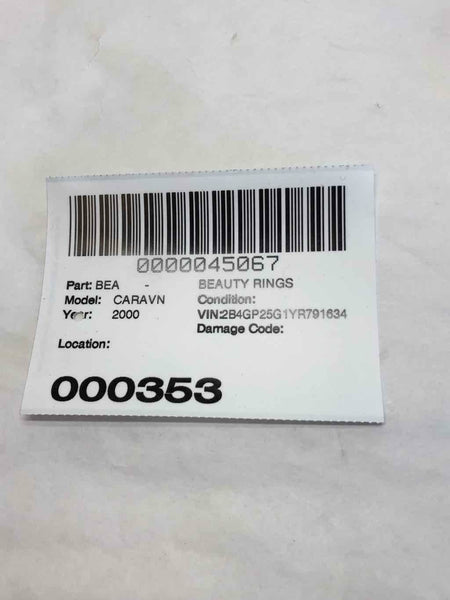 0000045067
Part: BEA - BEAUTY RINGS
Model: CARAVN Condition:
Year: 2000 VIN:2B4GP25G1YR791634
Damage Code:
Location:
000353